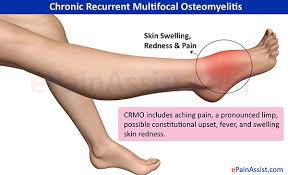 Chronic Recurrent Multifocal Osteomyelitis
Skin Swelling,
Redness & Pain
ePainAssist
CRMO includes aching pain, a pronounced limp,
possible constitutional upset, fever, and swelling
skin redness.
ePainAssist.com